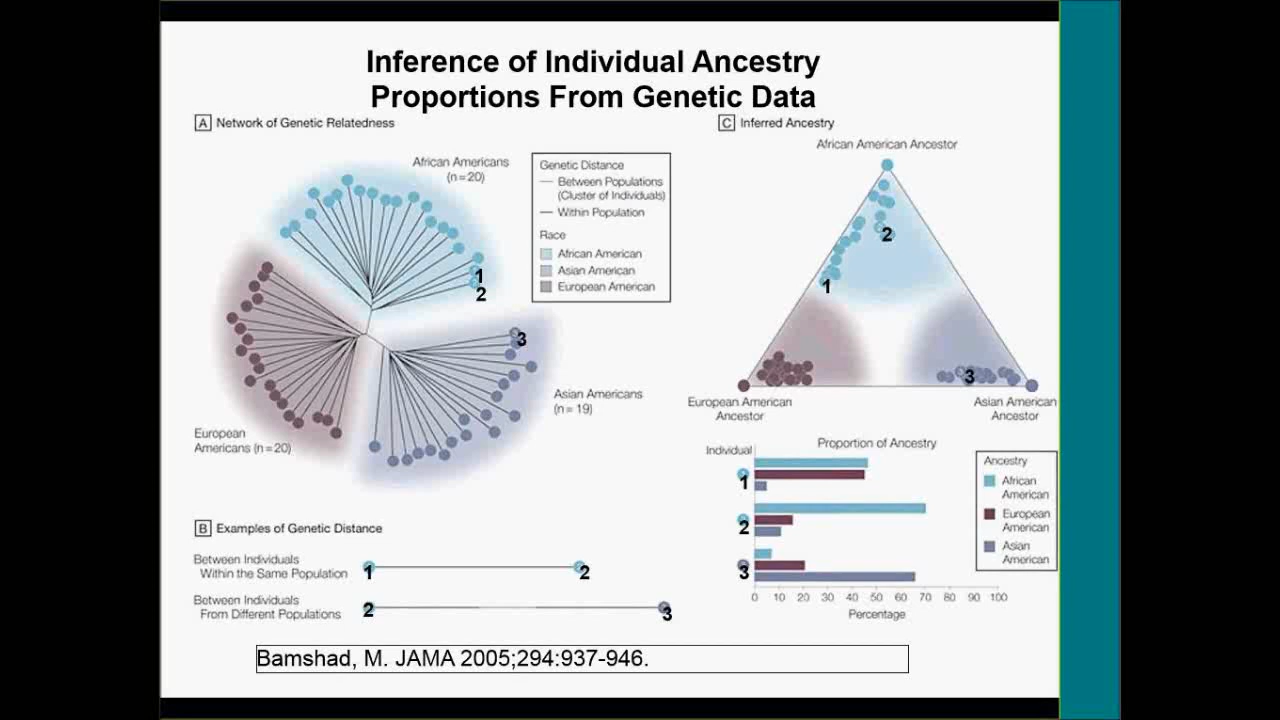 Inference of Individual Ancestry
Proportions From Genetic Data
A Network of Genetic Relatedness
African Americans
(n=20)
Genetic Distance
Between Populations
(Cluster of Individuals)
Within Population
Race
African American
Asian American
European American
1
2
3
Asian Americans
(n=19)
European
Americans (n=20)
B Examples of Genetic Distance
Between Individuals
Within the Same Population
1
2
Between Individuals
From Different Populations
2
3
C Inferred Ancestry
African American Ancestor
2
1
3
European American
Ancestor
Asian American
Ancestor
Individual
Proportion of Ancestry
1
2
3
0 10 20 30 40 50 60 70 80 90 100
Percentage
Ancestry
African
American
European
American
Asian
American
Bamshad, M. JAMA 2005;294:937-946.